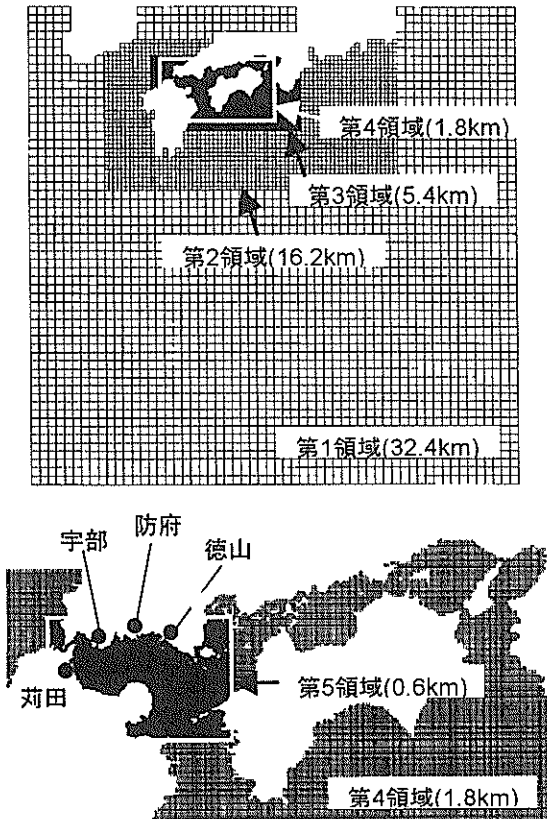 第4領域(1.8km)
第3領域(5.4km)
第2領域(16.2km)
第1領域(32.4km)
防府
宇部
徳山
苅田
第5領域(0.6km)
第4領域(1.8km)